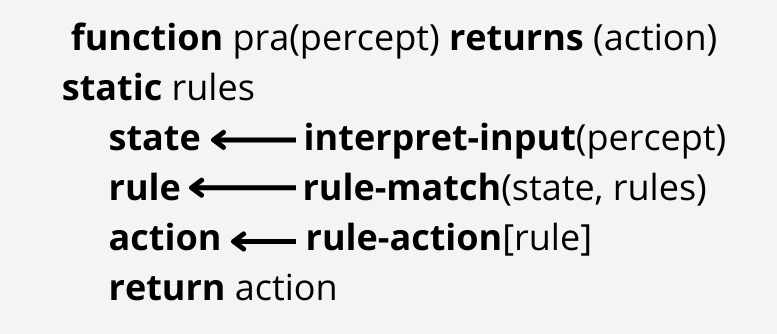 function pra(percept) returns (action)
static rules
state ← interpret-input(percept)
rule ← rule-match(state, rules)
action ← rule-action[rule]
return action